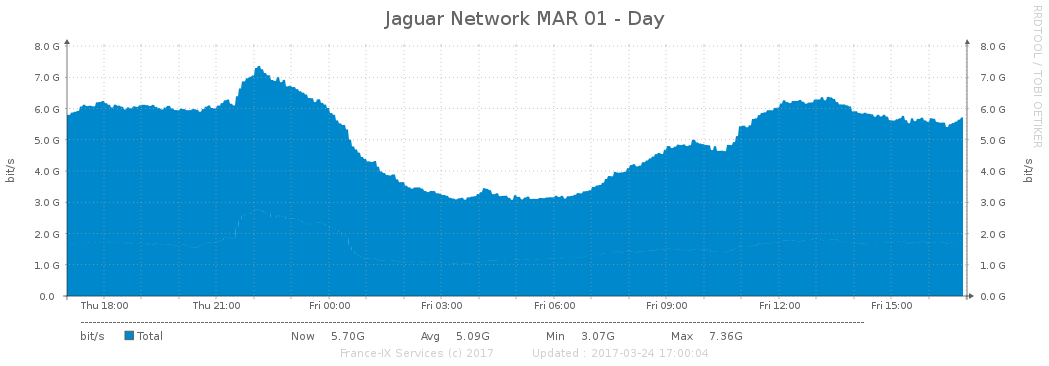 Jaguar Network MAR 01 - Day
RRDTOOL / TOBI OETIKER
bit/s
8.0 G
7.0 G
6.0 G
5.0 G
4.0 G
3.0 G
2.0 G
1.0 G
0.0
8.0 G
7.0 G
6.0 G
5.0 G
4.0 G
3.0 G
2.0 G
1.0 G
0.0 G
bit/s
Thu 18:00 Thu 21:00 Fri 00:00 Fri 03:00 Fri 06:00 Fri 09:00 Fri 12:00 Fri 15:00
bit/s Total Now 5.70G Avg 5.09G Min 3.07G Max 7.36G
France-IX Services (c) 2017 Updated : 2017-03-24 17:00:04